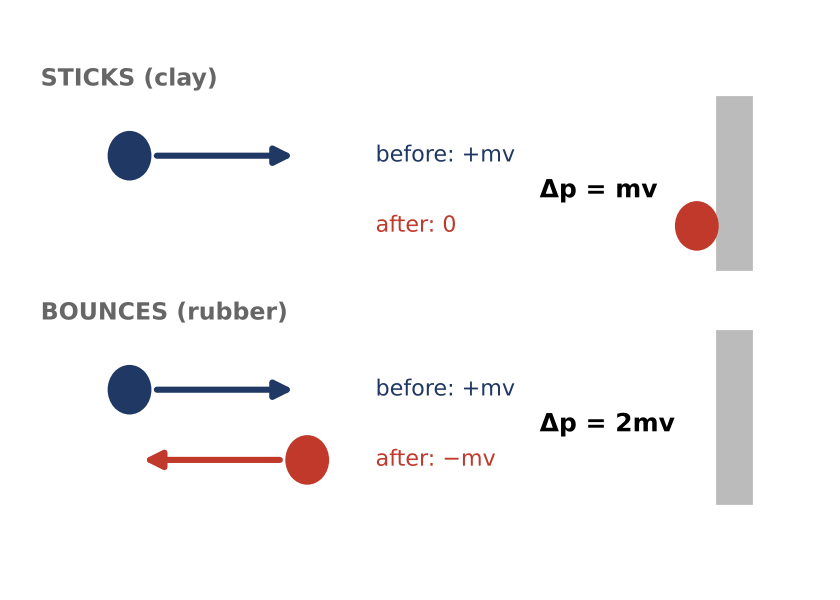 STICKS (clay)
before: +mv
Δp = mv
after: 0
BOUNCES (rubber)
before: +mv
Δp = 2mv
after: −mv